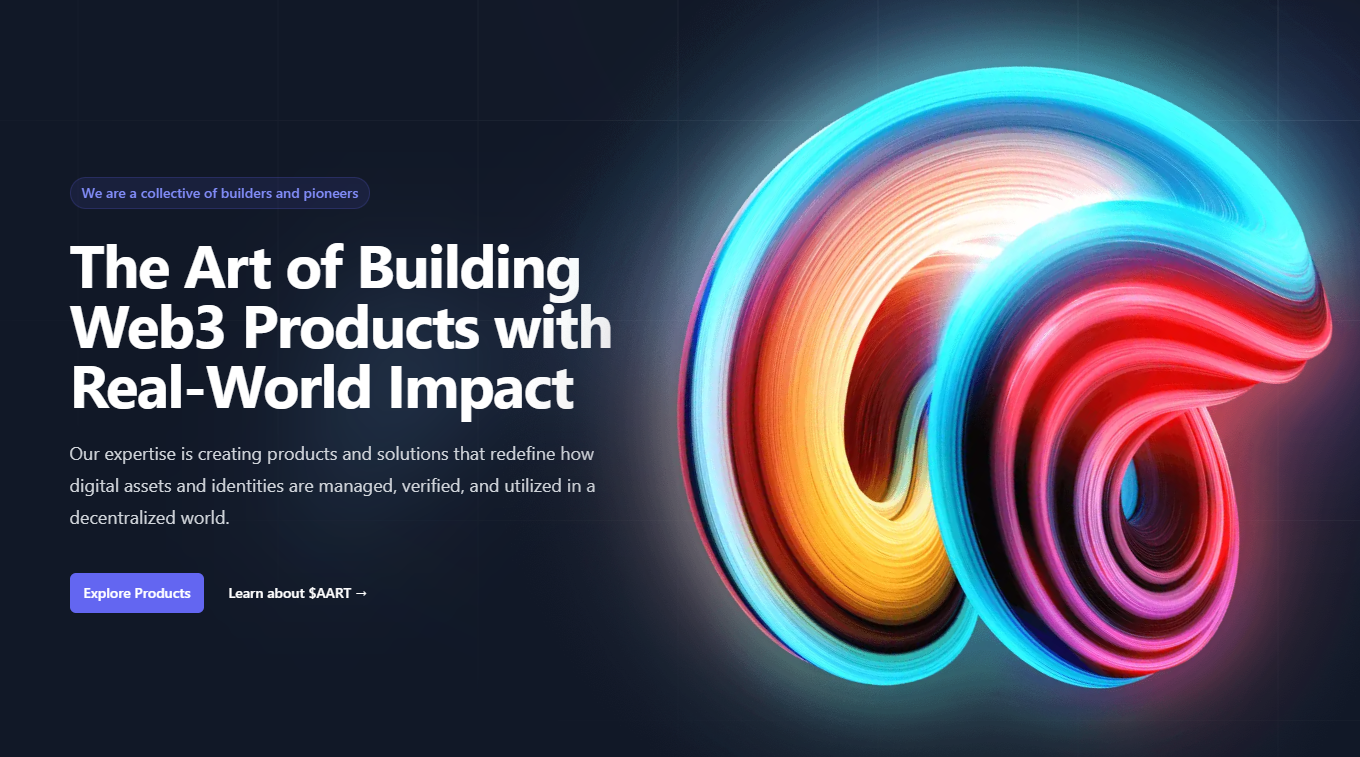 We are a collective of builders and pioneers
The Art of Building
Web3 Products with
Real-World Impact
Our expertise is creating products and solutions that redefine how
digital assets and identities are managed, verified, and utilized in a
decentralized world.
Explore Products
Learn about $AART →